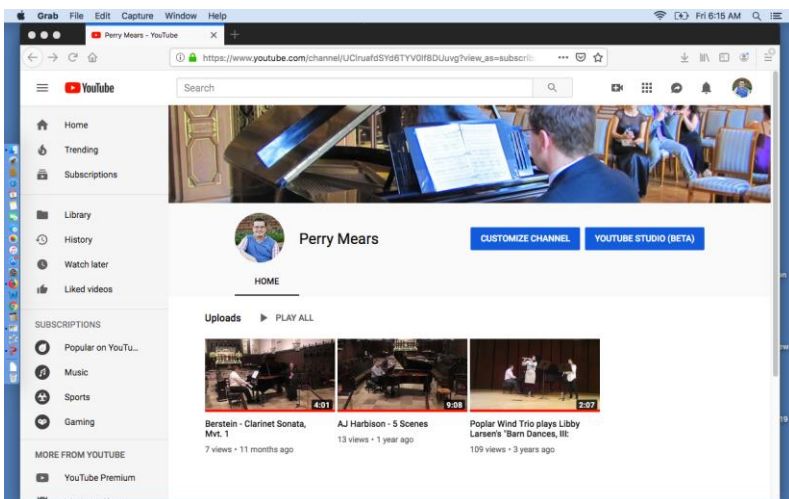 Grab File Edit Capture Window Help
Fri 6:15 AM
Perry Mears - YouTube
https://www.youtube.com/channel/UCiruafdSYd6TYV0If8DUuvg?view_as=subscrib
YouTube
Search
Home
Trending
Subscriptions
Library
History
Watch later
Liked videos
SUBSCRIPTIONS
Popular on YouTu...
Music
Sports
Gaming
MORE FROM YOUTUBE
YouTube Premium
Perry Mears
CUSTOMIZE CHANNEL
YOUTUBE STUDIO (BETA)
HOME
Uploads PLAY ALL
4:01
Berstein - Clarinet Sonata,
Mvt. 1
7 views • 11 months ago
9:08
AJ Harbison - 5 Scenes
13 views • 1 year ago
2:07
Poplar Wind Trio plays Libby
Larsen's "Barn Dances, III:
109 views • 3 years ago